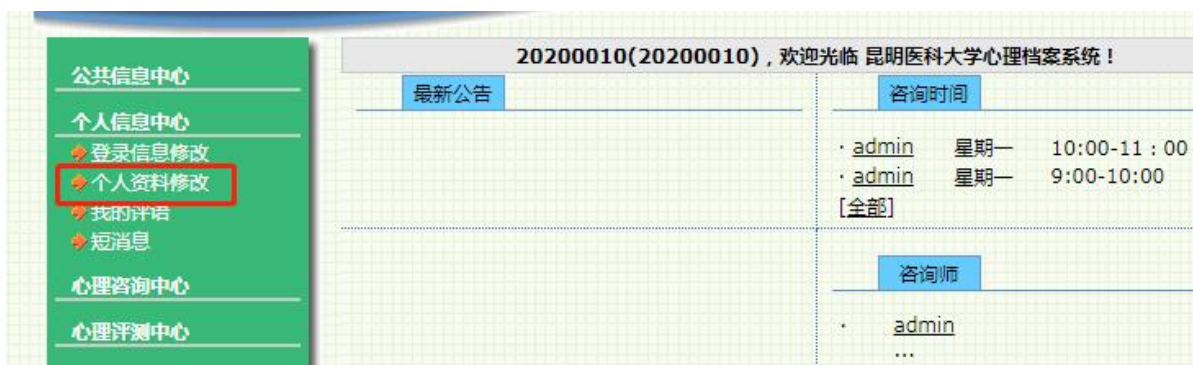 20200010(20200010)，欢迎光临 昆明医科大学心理档案系统！
公共信息中心
个人信息中心
登录信息修改
个人资料修改
我的评语
短消息
心理咨询中心
心理评测中心
最新公告
咨询时间
· admin 星期一 10:00-11：00
· admin 星期一 9:00-10:00
[全部]
咨询师
· admin
...